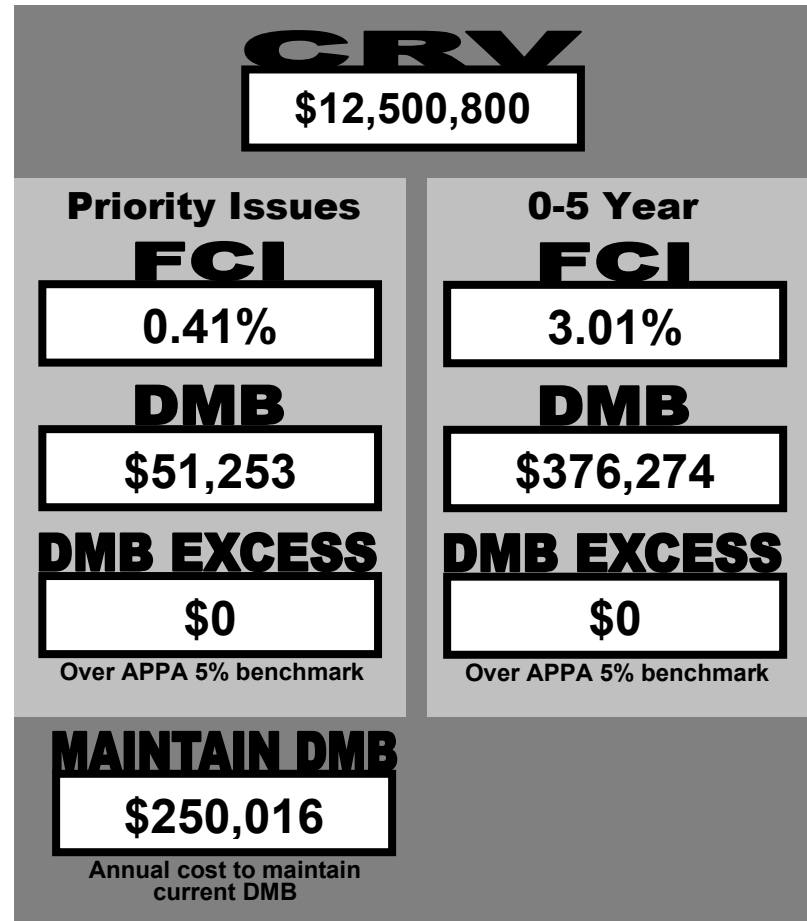 CRV
$12,500,800
Priority Issues
FCI
0.41%
DMB
$51,253
DMB EXCESS
$0
Over APPA 5% benchmark
0-5 Year
FCI
3.01%
DMB
$376,274
DMB EXCESS
$0
Over APPA 5% benchmark
MAINTAIN DMB
$250,016
Annual cost to maintain
current DMB